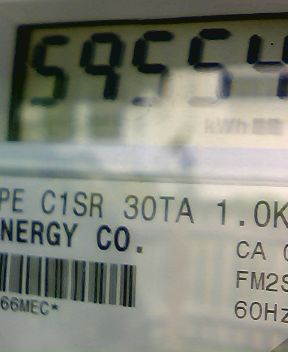 59554
kWh
PE C1SR 30TA 1.0K
NERGY CO.
CA
FM2S
66MEC*
60Hz